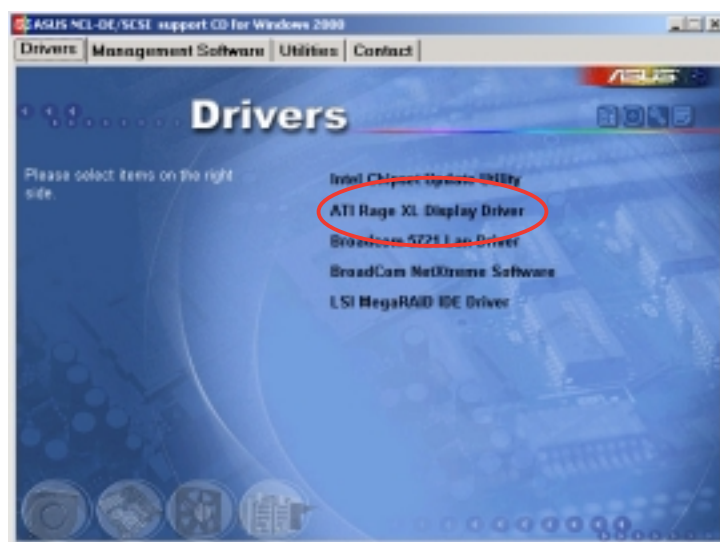 ASUS NCL-DE/SCSI support CD for Windows 2000
Drivers Management Software Utilities Contact
ASUS
Drivers
Please select items on the right
side.
Intel Chipset Update Utility
ATI Rage XL Display Driver
Broadcom 5721 Lan Driver
BroadCom NetXtreme Software
LSI MegaRAID IDE Driver